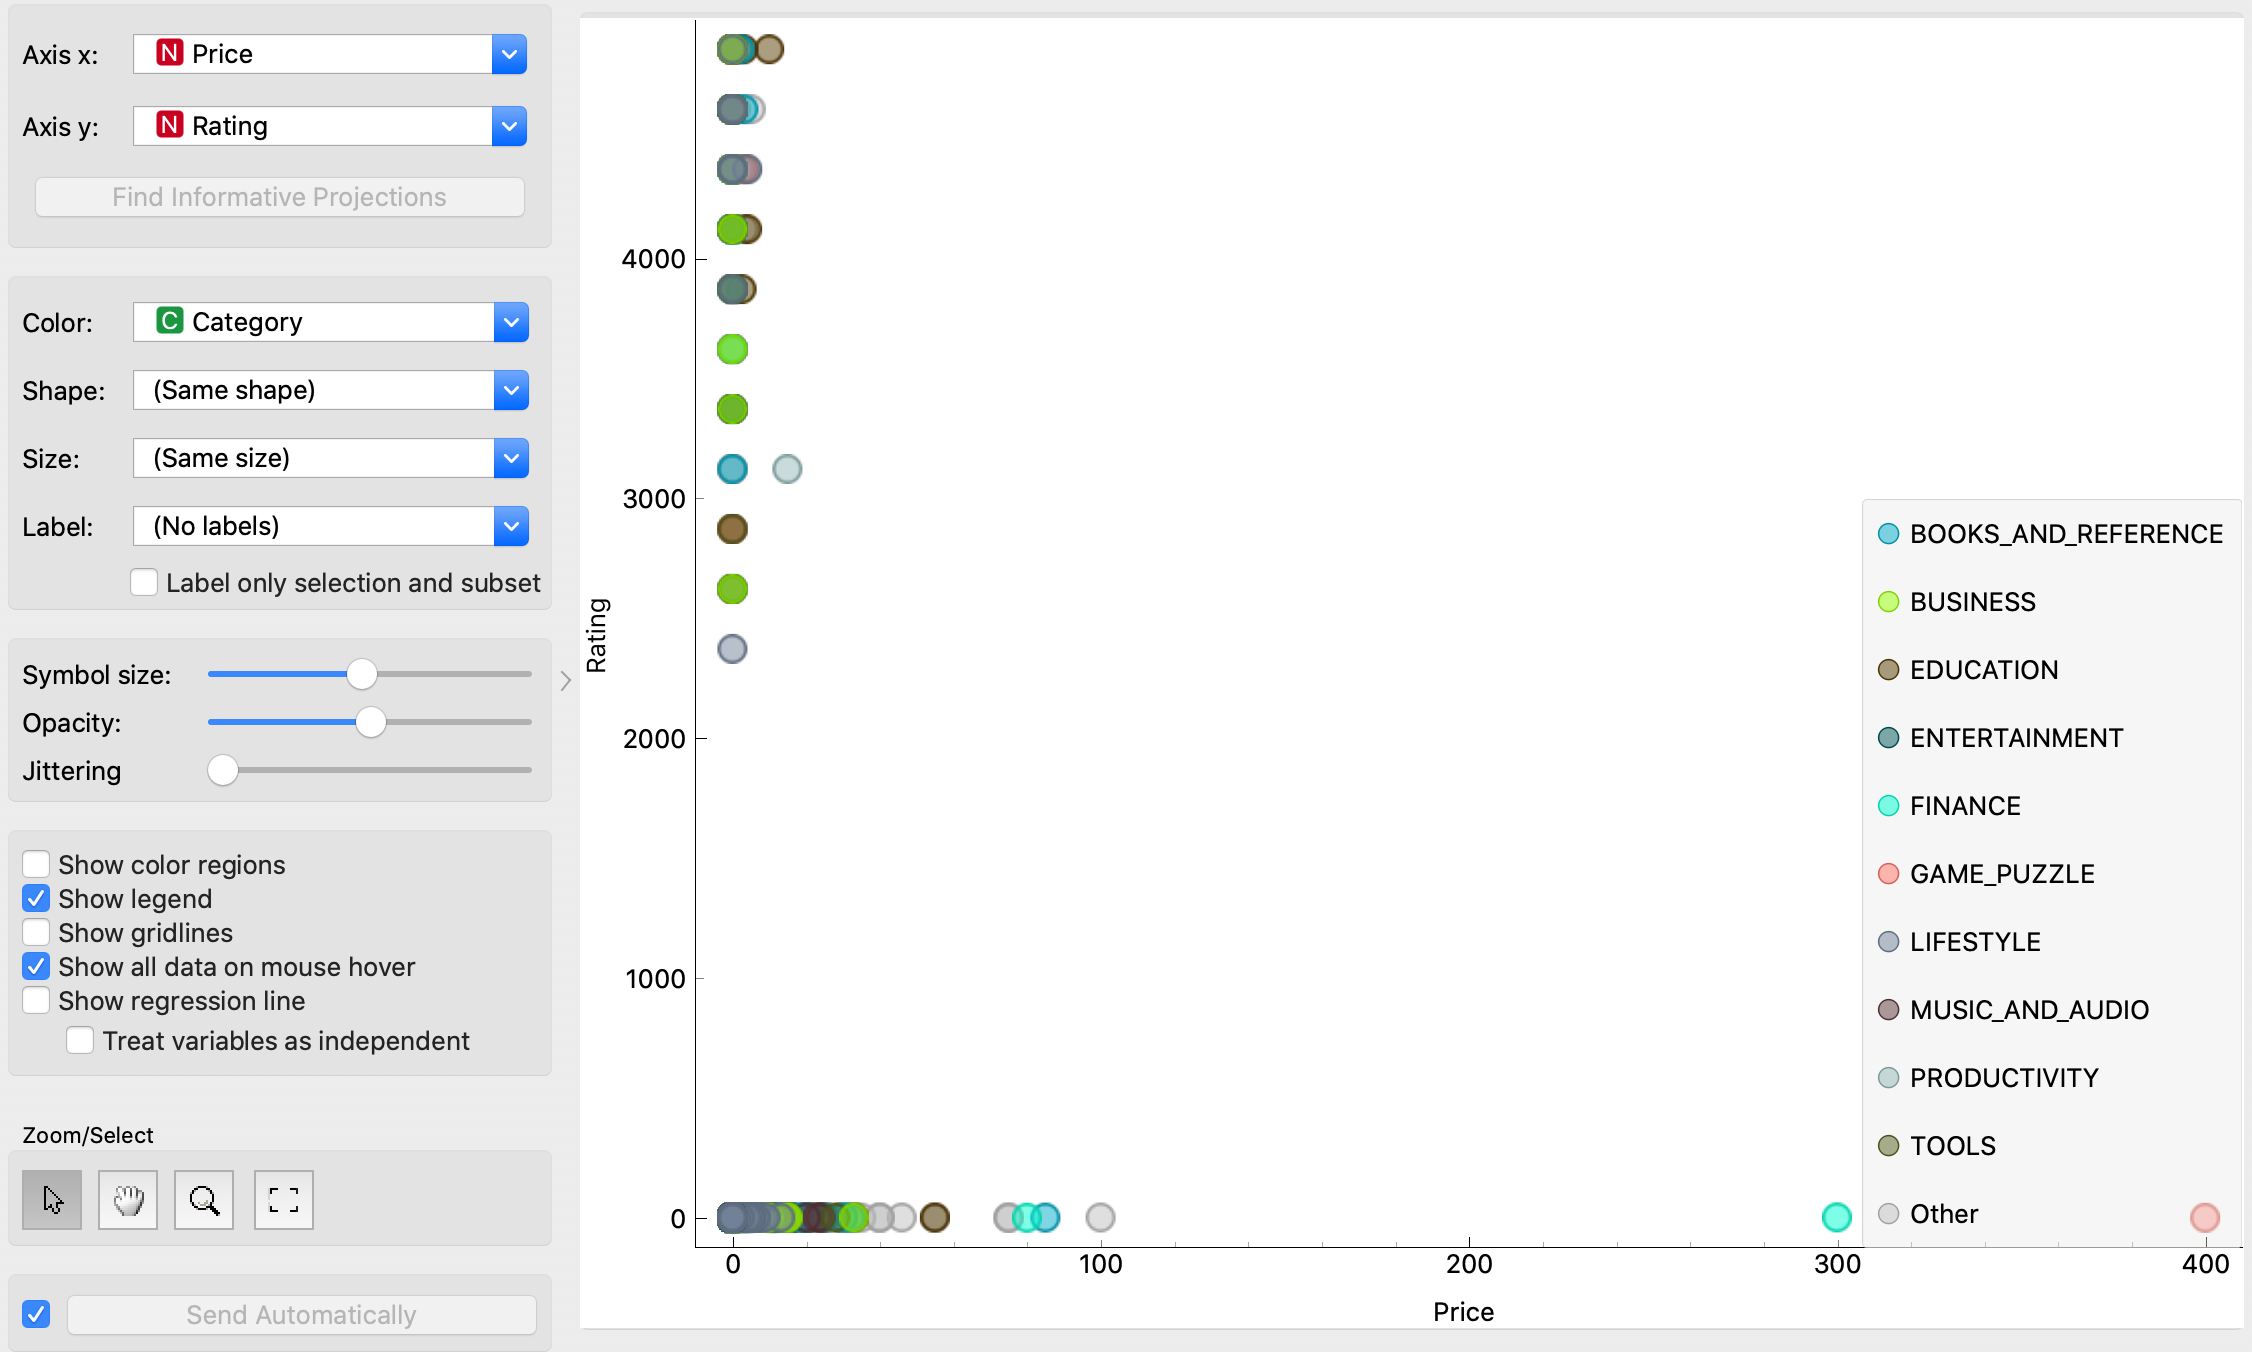 Axis x: N Price
Axis y: N Rating
Find Informative Projections
Color: C Category
Shape: (Same shape)
Size: (Same size)
Label: (No labels)
Label only selection and subset
Symbol size:
Opacity:
Jittering
Show color regions
Show legend
Show gridlines
Show all data on mouse hover
Show regression line
Treat variables as independent
Zoom/Select
Send Automatically
Rating
4000
3000
2000
1000
0
0 100 200 300 400
Price
BOOKS_AND_REFERENCE
BUSINESS
EDUCATION
ENTERTAINMENT
FINANCE
GAME_PUZZLE
LIFESTYLE
MUSIC_AND_AUDIO
PRODUCTIVITY
TOOLS
Other